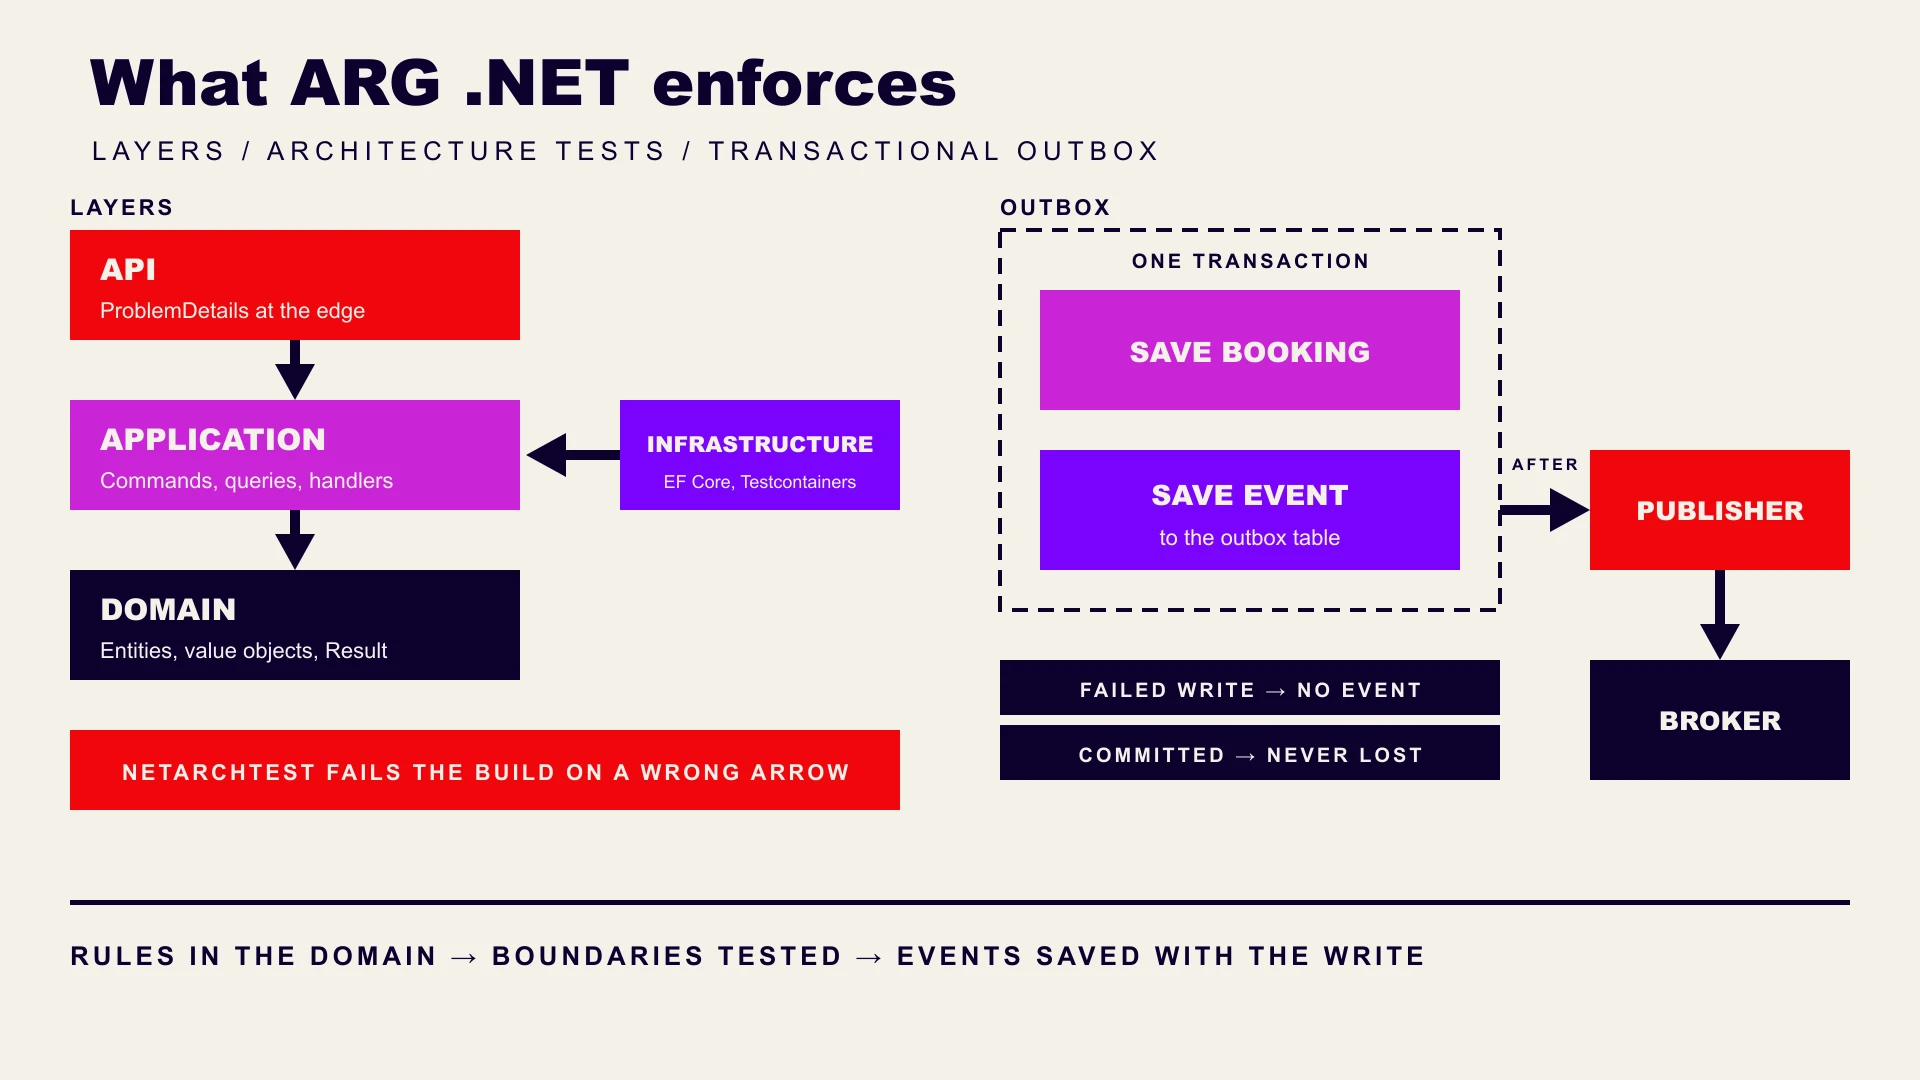 What ARG .NET enforces
LAYERS / ARCHITECTURE TESTS / TRANSACTIONAL OUTBOX
LAYERS
API
ProblemDetails at the edge
APPLICATION
Commands, queries, handlers
INFRASTRUCTURE
EF Core, Testcontainers
DOMAIN
Entities, value objects, Result
NETARCHTEST FAILS THE BUILD ON A WRONG ARROW
OUTBOX
ONE TRANSACTION
SAVE BOOKING
SAVE EVENT
to the outbox table
AFTER
PUBLISHER
BROKER
FAILED WRITE → NO EVENT
COMMITTED → NEVER LOST
RULES IN THE DOMAIN → BOUNDARIES TESTED → EVENTS SAVED WITH THE WRITE